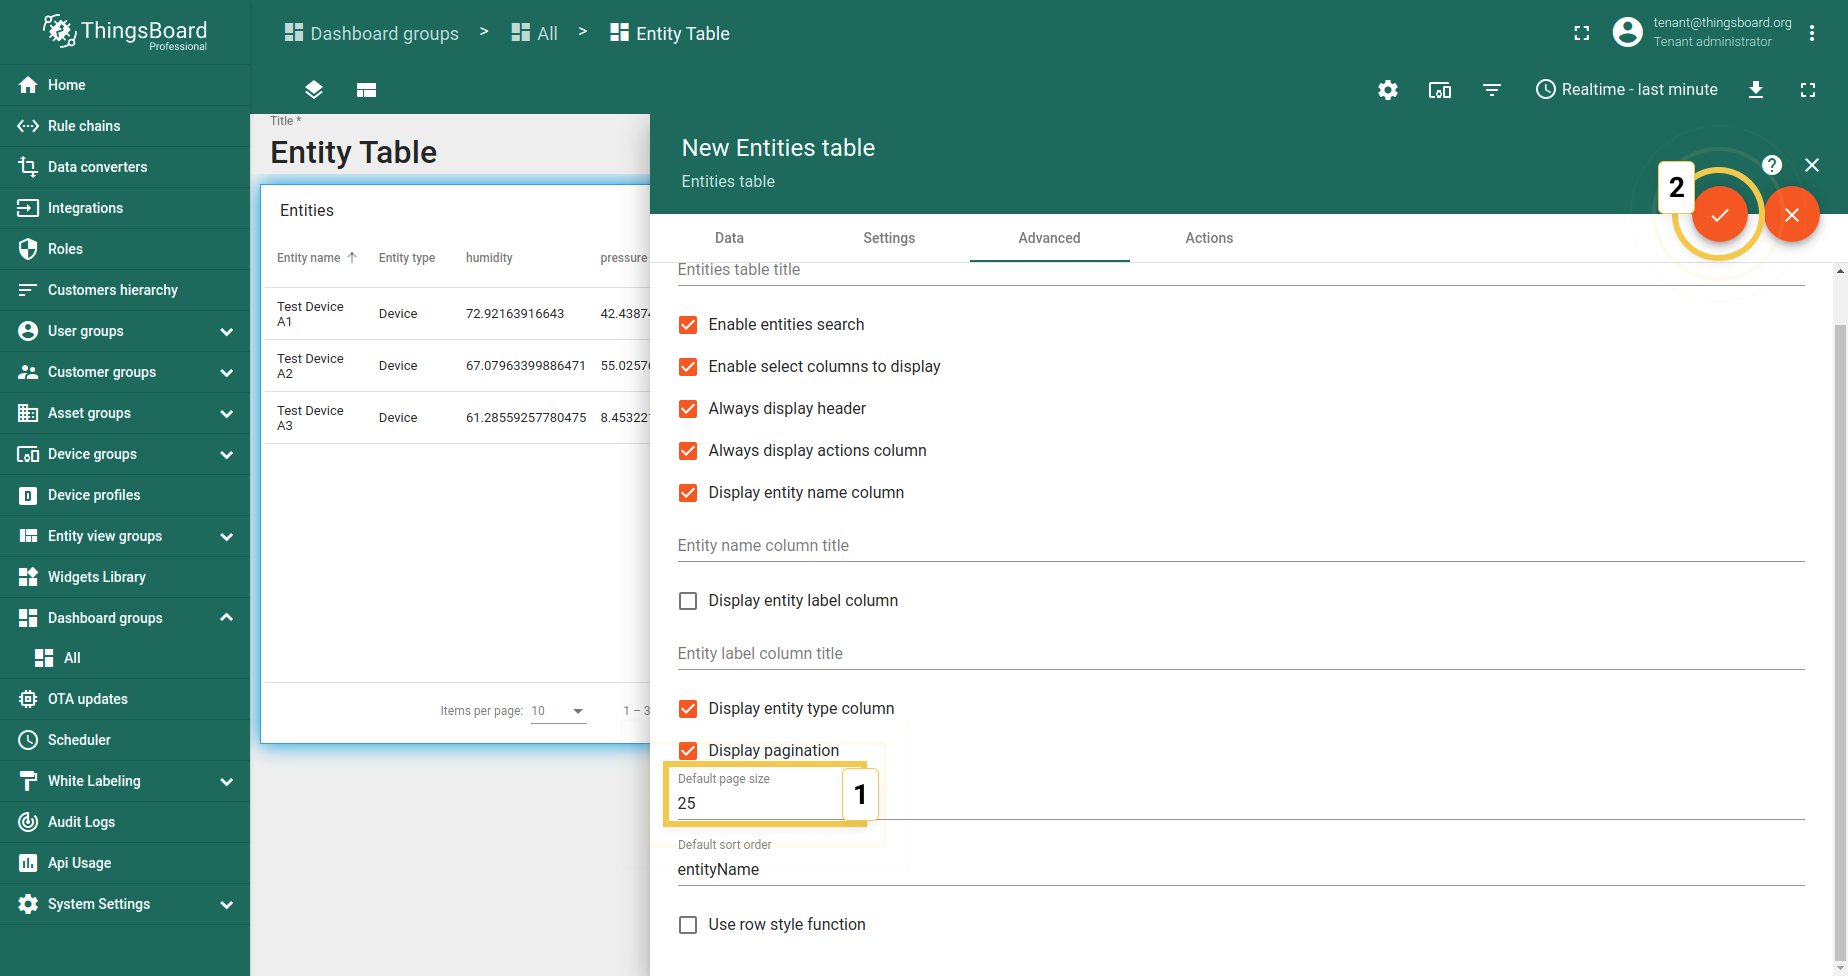 ThingsBoard
Professional
Dashboard groups > All > Entity Table
tenant@thingsboard.org
Tenant administrator
Realtime - last minute
Home
Rule chains
Data converters
Integrations
Roles
Customers hierarchy
User groups
Customer groups
Asset groups
Device groups
Device profiles
Entity view groups
Widgets Library
Dashboard groups
All
OTA updates
Scheduler
White Labeling
Audit Logs
Api Usage
System Settings
Title *
Entity Table
Entities
Entity name Entity type humidity pressure
Test Device A1 Device 72.92163916643 42.4387
Test Device A2 Device 67.07963399886471 55.0257
Test Device A3 Device 61.28559257780475 8.45322
Items per page: 10 1 – 3
New Entities table
Entities table
?
2
Data Settings Advanced Actions
Entities table title
Enable entities search
Enable select columns to display
Always display header
Always display actions column
Display entity name column
Entity name column title
Display entity label column
Entity label column title
Display entity type column
Display pagination
Default page size
25
1
Default sort order
entityName
Use row style function